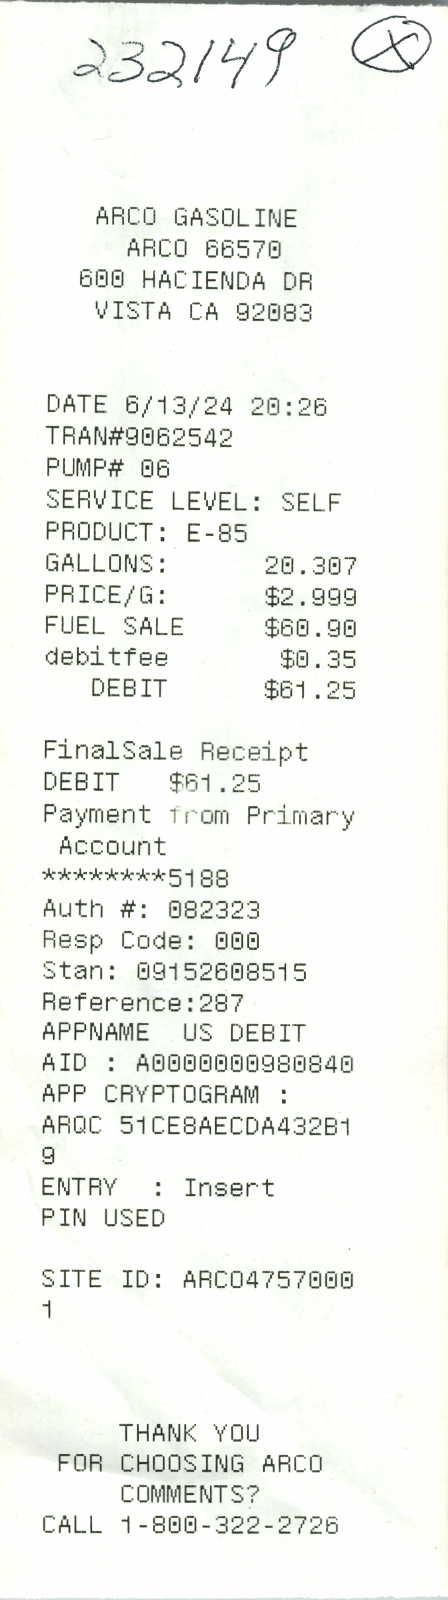 232149 X
ARCO GASOLINE
ARCO 66570
600 HACIENDA DR
VISTA CA 92083
DATE 6/13/24 20:26
TRAN#9062542
PUMP# 06
SERVICE LEVEL: SELF
PRODUCT: E-85
GALLONS: 20.307
PRICE/G: $2.999
FUEL SALE $60.90
debitfee $0.35
DEBIT $61.25
FinalSale Receipt
DEBIT $61.25
Payment from Primary
Account
********5188
Auth #: 082323
Resp Code: 000
Stan: 09152608515
Reference:287
APPNAME US DEBIT
AID : A0000000980840
APP CRYPTOGRAM :
ARQC 51CE8AECDA432B1
9
ENTRY : Insert
PIN USED
SITE ID: ARCO4757000
1
THANK YOU
FOR CHOOSING ARCO
COMMENTS?
CALL 1-800-322-2726